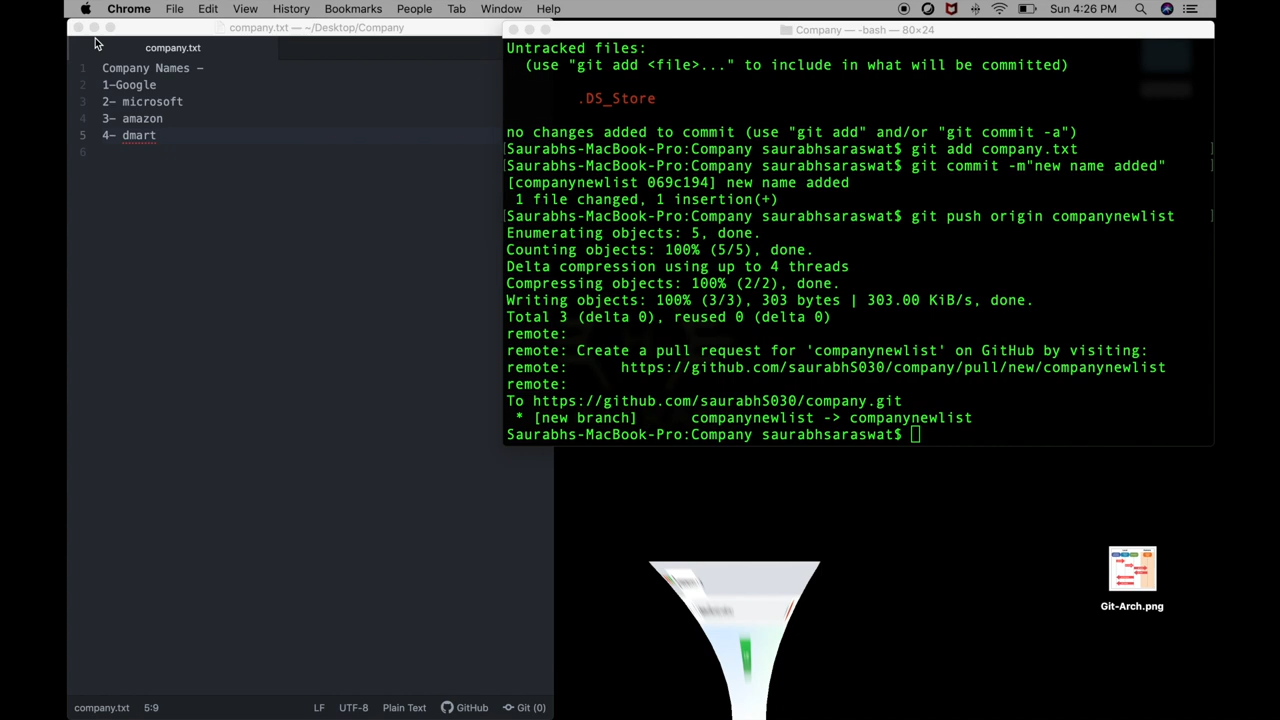 Chrome File Edit View History Bookmarks People Tab Window Help Sun 4:26 PM
company.txt — ~/Desktop/Company
company.txt
1 Company Names –
2 1-Google
3 2- microsoft
4 3- amazon
5 4- dmart
6
company.txt 5:9 LF UTF-8 Plain Text GitHub Git (0)
Company — -bash — 80×24
Untracked files:
(use "git add <file>..." to include in what will be committed)
.DS_Store
no changes added to commit (use "git add" and/or "git commit -a")
[Saurabhs-MacBook-Pro:Company saurabhsaraswat$ git add company.txt ]
[Saurabhs-MacBook-Pro:Company saurabhsaraswat$ git commit -m"new name added" ]
[companynewlist 069c194] new name added
1 file changed, 1 insertion(+)
[Saurabhs-MacBook-Pro:Company saurabhsaraswat$ git push origin companynewlist ]
Enumerating objects: 5, done.
Counting objects: 100% (5/5), done.
Delta compression using up to 4 threads
Compressing objects: 100% (2/2), done.
Writing objects: 100% (3/3), 303 bytes | 303.00 KiB/s, done.
Total 3 (delta 0), reused 0 (delta 0)
remote:
remote: Create a pull request for 'companynewlist' on GitHub by visiting:
remote: https://github.com/saurabhS030/company/pull/new/companynewlist
remote:
To https://github.com/saurabhS030/company.git
* [new branch] companynewlist -> companynewlist
Saurabhs-MacBook-Pro:Company saurabhsaraswat$
Git-Arch.png